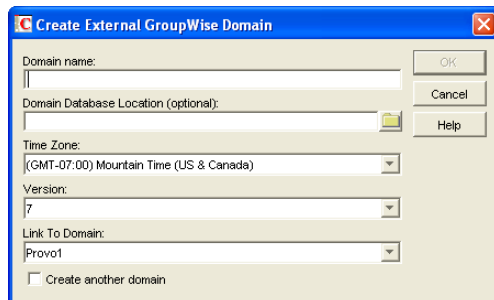 Create External GroupWise Domain
Domain name:
OK
Domain Database Location (optional):
Cancel
Help
Time Zone:
(GMT-07:00) Mountain Time (US & Canada)
Version:
7
Link To Domain:
Provo1
Create another domain